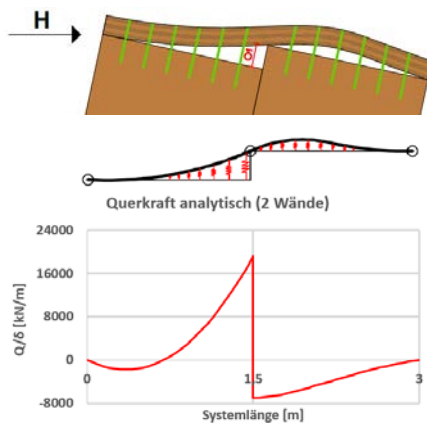 H
δ
Querkraft analytisch (2 Wände)
24000
16000
8000
0
-8000
Q/δ [kN/m]
0
1.5
3
Systemlänge [m]